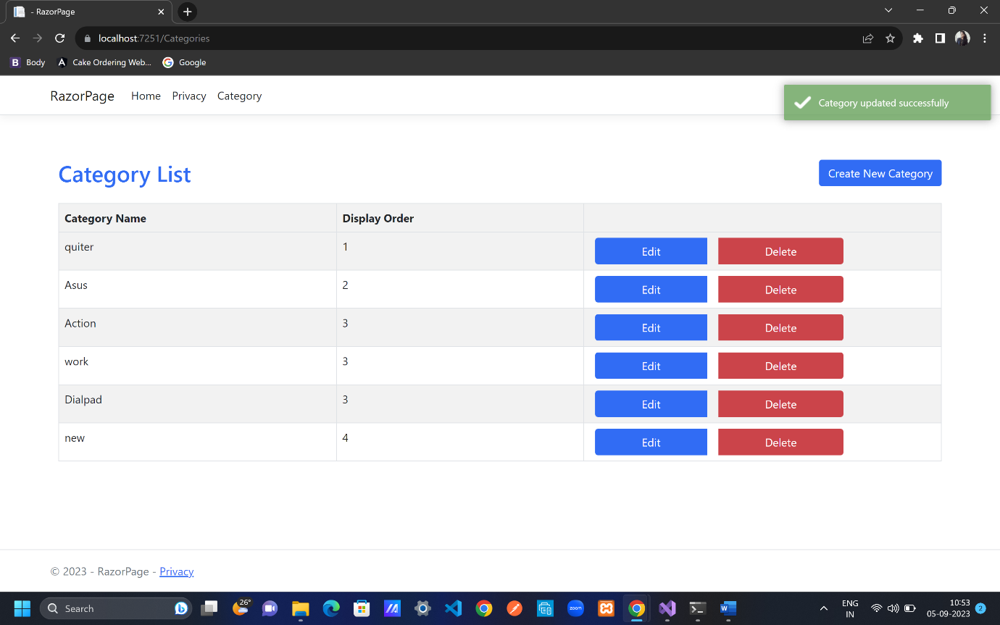 - RazorPage
localhost:7251/Categories
B Body A Cake Ordering Web... G Google
RazorPage Home Privacy Category
Category updated successfully
Category List
Create New Category
Category Name Display Order
quiter 1 Edit Delete
Asus 2 Edit Delete
Action 3 Edit Delete
work 3 Edit Delete
Dialpad 3 Edit Delete
new 4 Edit Delete
© 2023 - RazorPage - Privacy
Search
26°
zoom
W
ENG
IN
10:53
05-09-2023
2